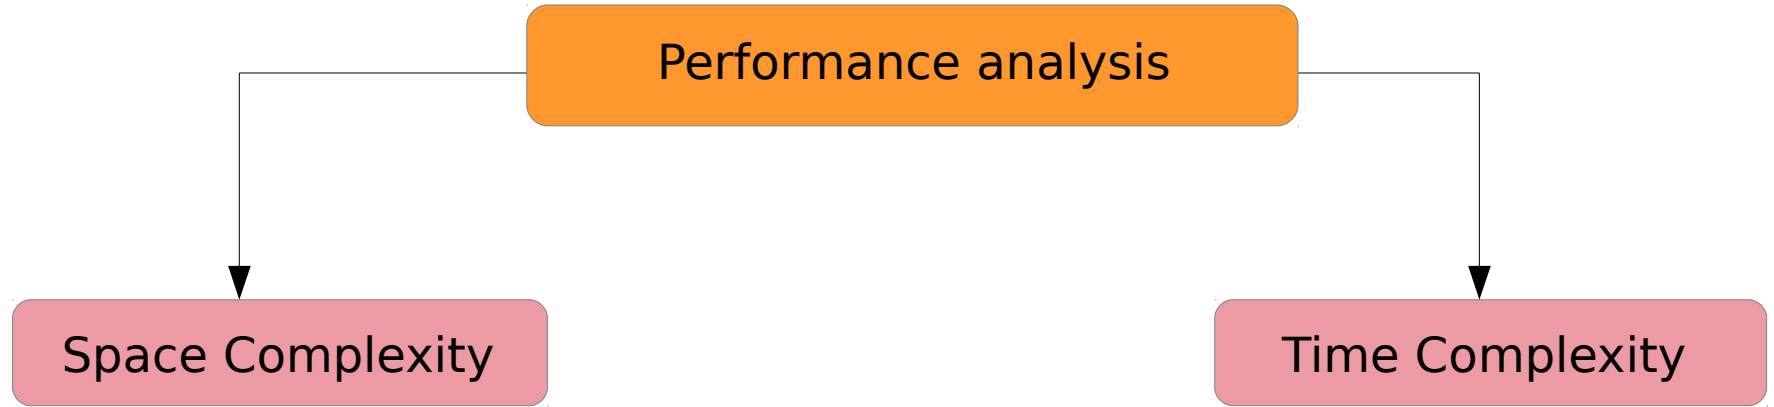 Performance analysis
Space Complexity
Time Complexity